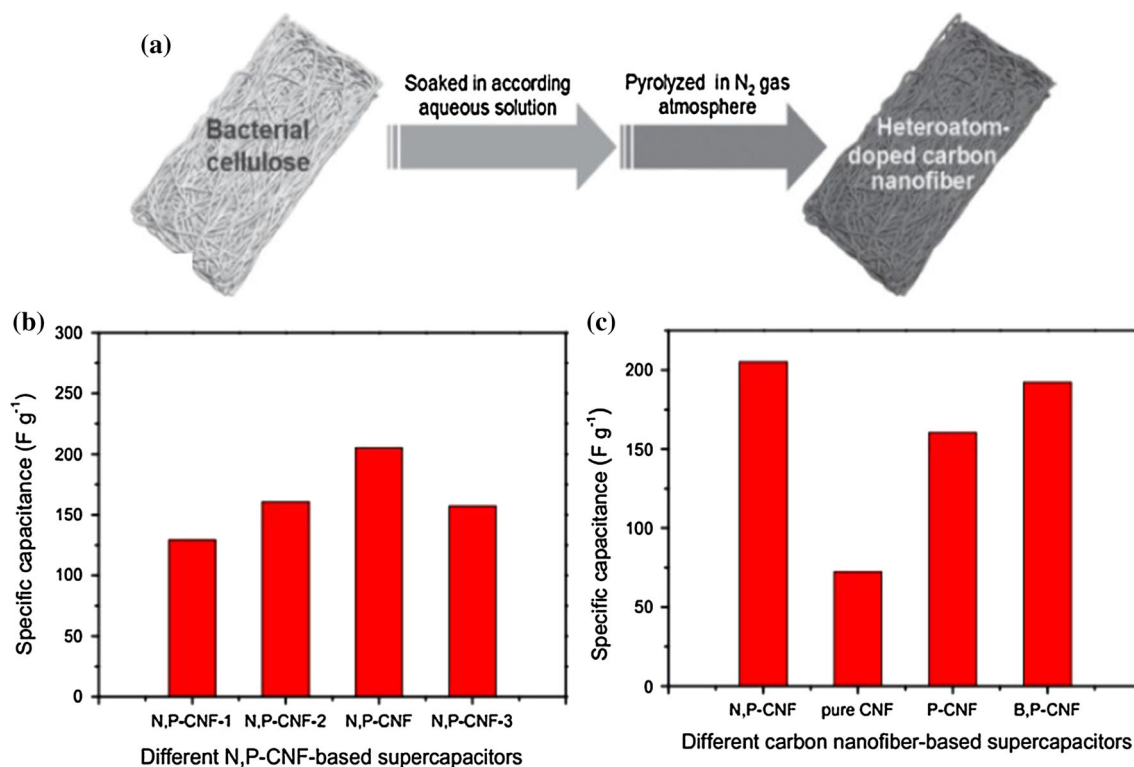 (a)
Soaked in according
aqueous solution
Pyrolyzed in N₂ gas
atmosphere
Bacterial
cellulose
Heteroatom-
doped carbon
nanofiber
(b)
300
250
200
150
100
50
0
Specific capacitance (F g⁻¹)
N,P-CNF-1 N,P-CNF-2 N,P-CNF N,P-CNF-3
Different N,P-CNF-based supercapacitors
(c)
200
150
100
50
0
Specific capacitance (F g⁻¹)
N,P-CNF pure CNF P-CNF B,P-CNF
Different carbon nanofiber-based supercapacitors